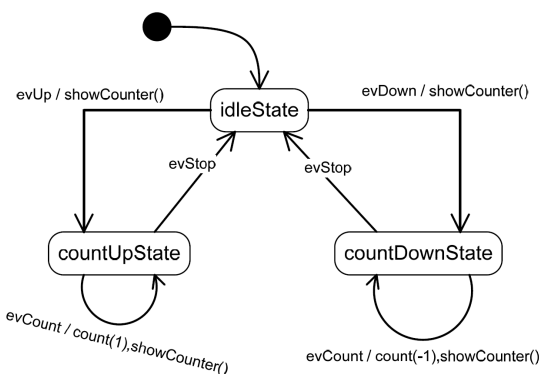 evUp / showCounter()
evDown / showCounter()
idleState
evStop
evStop
countUpState
countDownState
evCount / count(1),showCounter()
evCount / count(-1),showCounter()